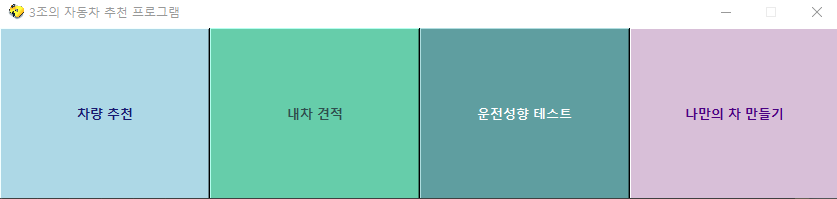 3조의 자동차 추천 프로그램
차량 추천
내차 견적
운전성향 테스트
나만의 차 만들기